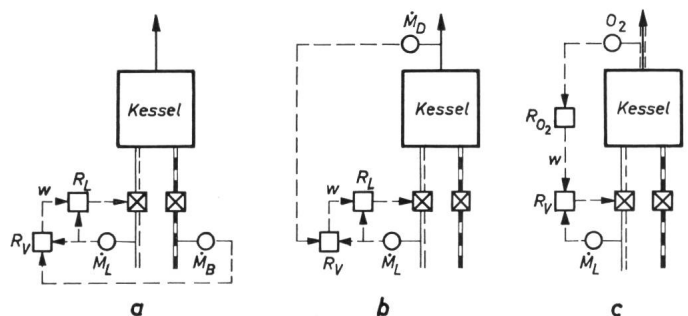 Ṁ_D
O₂
Kessel
Kessel
Kessel
R_O₂
w
R_L
w
R_L
w
R_V
R_V
R_V
Ṁ_L
Ṁ_B
Ṁ_L
Ṁ_L
a
b
c